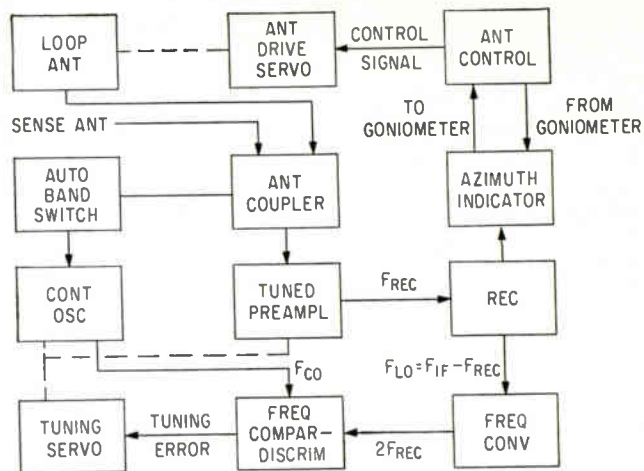 LOOP
ANT
ANT
DRIVE
SERVO
CONTROL
SIGNAL
ANT
CONTROL
TO
GONIOMETER
FROM
GONIOMETER
SENSE ANT
AUTO
BAND
SWITCH
ANT
COUPLER
AZIMUTH
INDICATOR
CONT
OSC
TUNED
PREAMPL
FREC
REC
FCO
FLO=FIF-FREC
TUNING
SERVO
TUNING
ERROR
FREQ
COMPAR-
DISCRIM
2FREC
FREQ
CONV